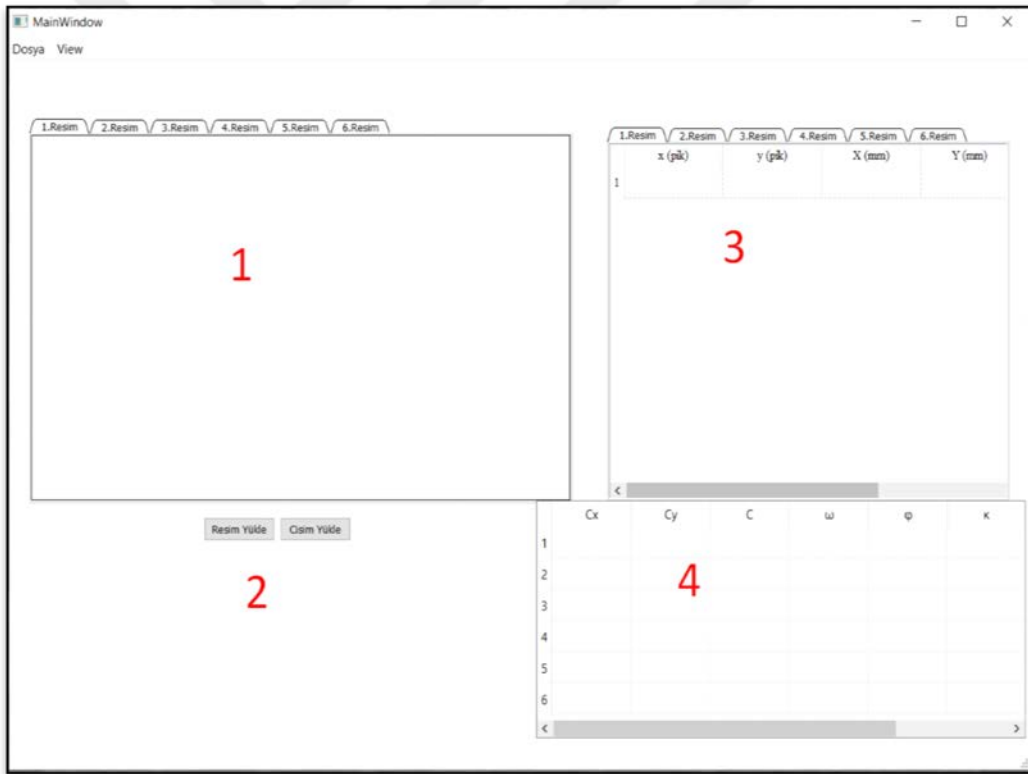 MainWindow
Dosya View
1.Resim 2.Resim 3.Resim 4.Resim 5.Resim 6.Resim
1
Resim Yükle Cisim Yükle
2
1.Resim 2.Resim 3.Resim 4.Resim 5.Resim 6.Resim
x (pik) y (pik) X (mm) Y (mm)
1
3
Cx Cy C ω φ κ
1
2
3
4
5
6
4